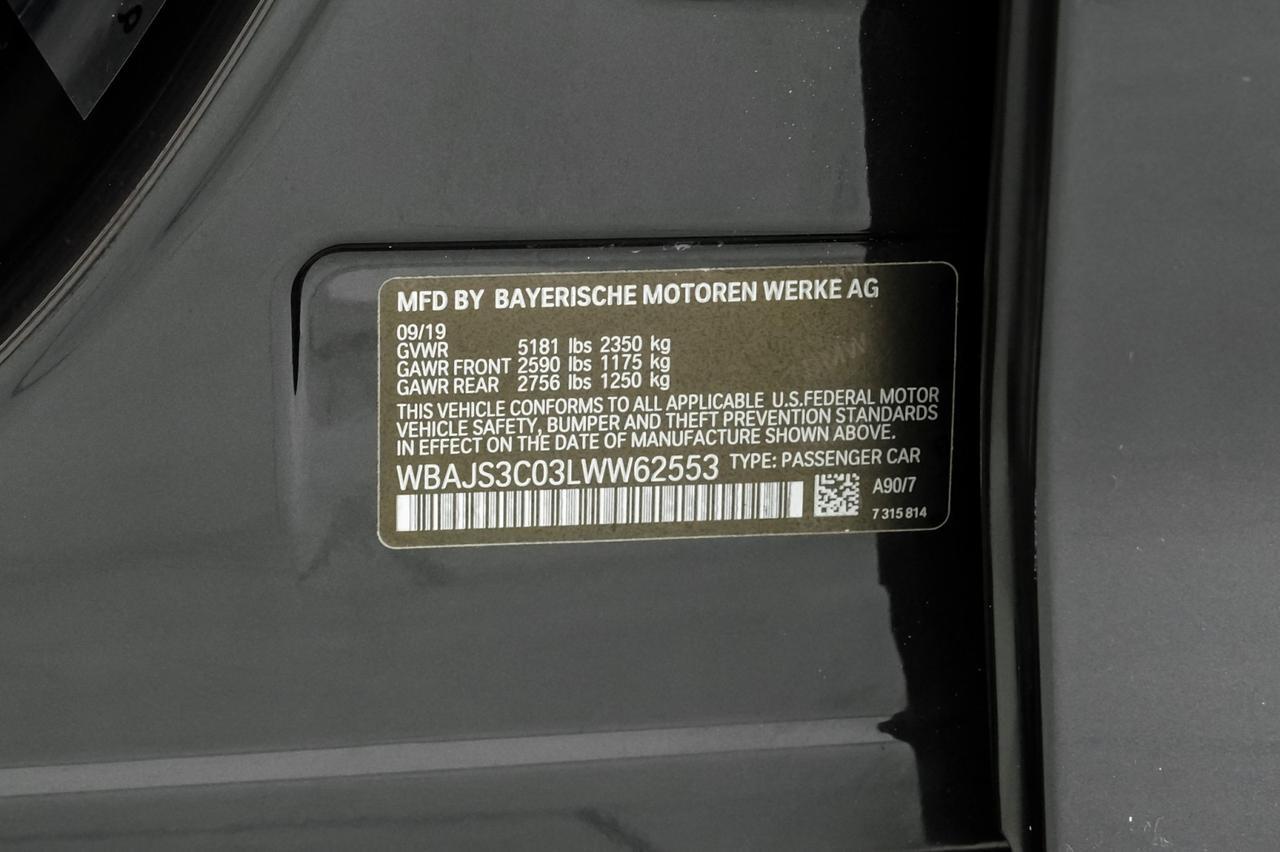 MFD BY BAYERISCHE MOTOREN WERKE AG
09/19
GVWR 5181 lbs 2350 kg
GAWR FRONT 2590 lbs 1175 kg
GAWR REAR 2756 lbs 1250 kg
THIS VEHICLE CONFORMS TO ALL APPLICABLE U.S.FEDERAL MOTOR
VEHICLE SAFETY, BUMPER AND THEFT PREVENTION STANDARDS
IN EFFECT ON THE DATE OF MANUFACTURE SHOWN ABOVE.
WBAJS3C03LWW62553 TYPE: PASSENGER CAR
A90/7
7 315 814